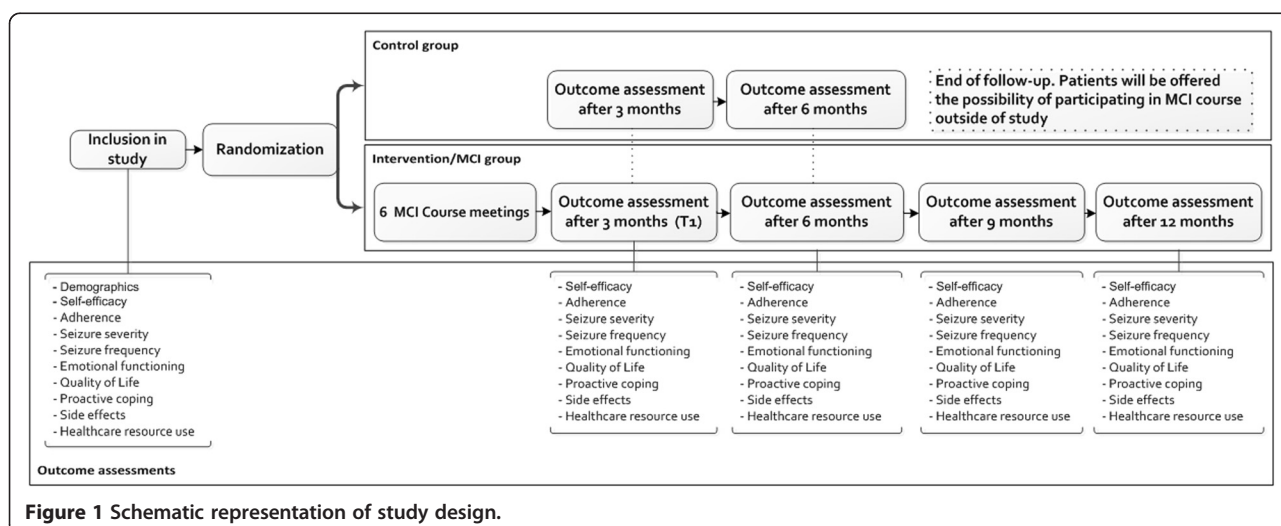 Control group
Outcome assessment
after 3 months
Outcome assessment
after 6 months
End of follow-up. Patients will be offered
the possibility of participating in MCI course
outside of study
Inclusion in
study
Randomization
Intervention/MCI group
6 MCI Course meetings
Outcome assessment
after 3 months (T1)
Outcome assessment
after 6 months
Outcome assessment
after 9 months
Outcome assessment
after 12 months
- Demographics
- Self-efficacy
- Adherence
- Seizure severity
- Seizure frequency
- Emotional functioning
- Quality of Life
- Proactive coping
- Side effects
- Healthcare resource use
- Self-efficacy
- Adherence
- Seizure severity
- Seizure frequency
- Emotional functioning
- Quality of Life
- Proactive coping
- Side effects
- Healthcare resource use
- Self-efficacy
- Adherence
- Seizure severity
- Seizure frequency
- Emotional functioning
- Quality of Life
- Proactive coping
- Side effects
- Healthcare resource use
- Self-efficacy
- Adherence
- Seizure severity
- Seizure frequency
- Emotional functioning
- Quality of Life
- Proactive coping
- Side effects
- Healthcare resource use
- Self-efficacy
- Adherence
- Seizure severity
- Seizure frequency
- Emotional functioning
- Quality of Life
- Proactive coping
- Side effects
- Healthcare resource use
Outcome assessments
Figure 1 Schematic representation of study design.